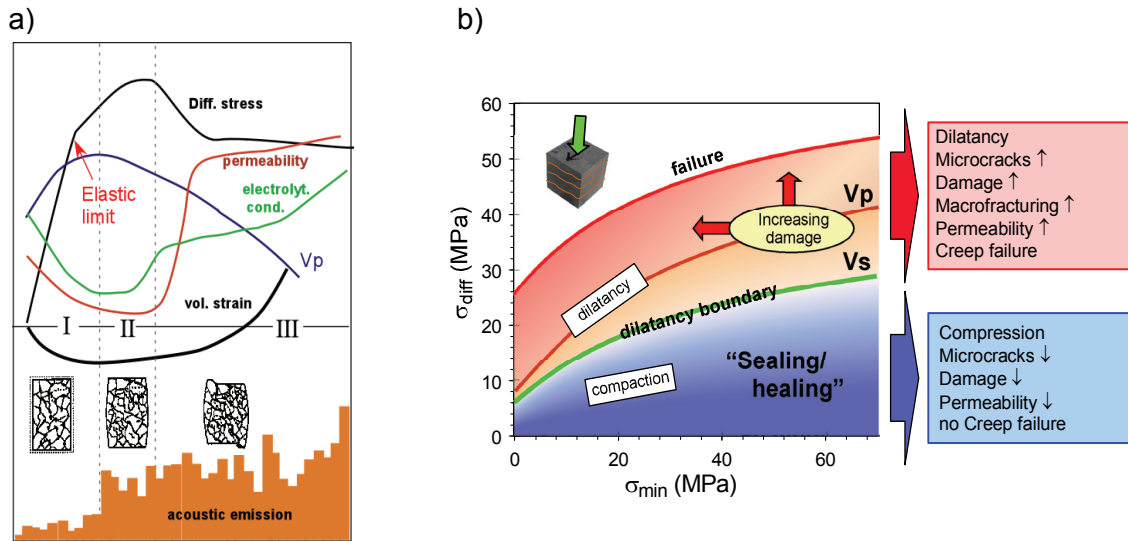 a)
Diff. stress
permeability
Elastic
limit
electrolyt.
cond.
Vp
vol. strain
I
II
III
acoustic emission
b)
σdiff (MPa)
60
50
40
30
20
10
0
0
20
40
60
σmin (MPa)
failure
Vp
Increasing
damage
Vs
dilatancy
dilatancy boundary
"Sealing/
healing"
compaction
Dilatancy
Microcracks ↑
Damage ↑
Macrofracturing ↑
Permeability ↑
Creep failure
Compression
Microcracks ↓
Damage ↓
Permeability ↓
no Creep failure